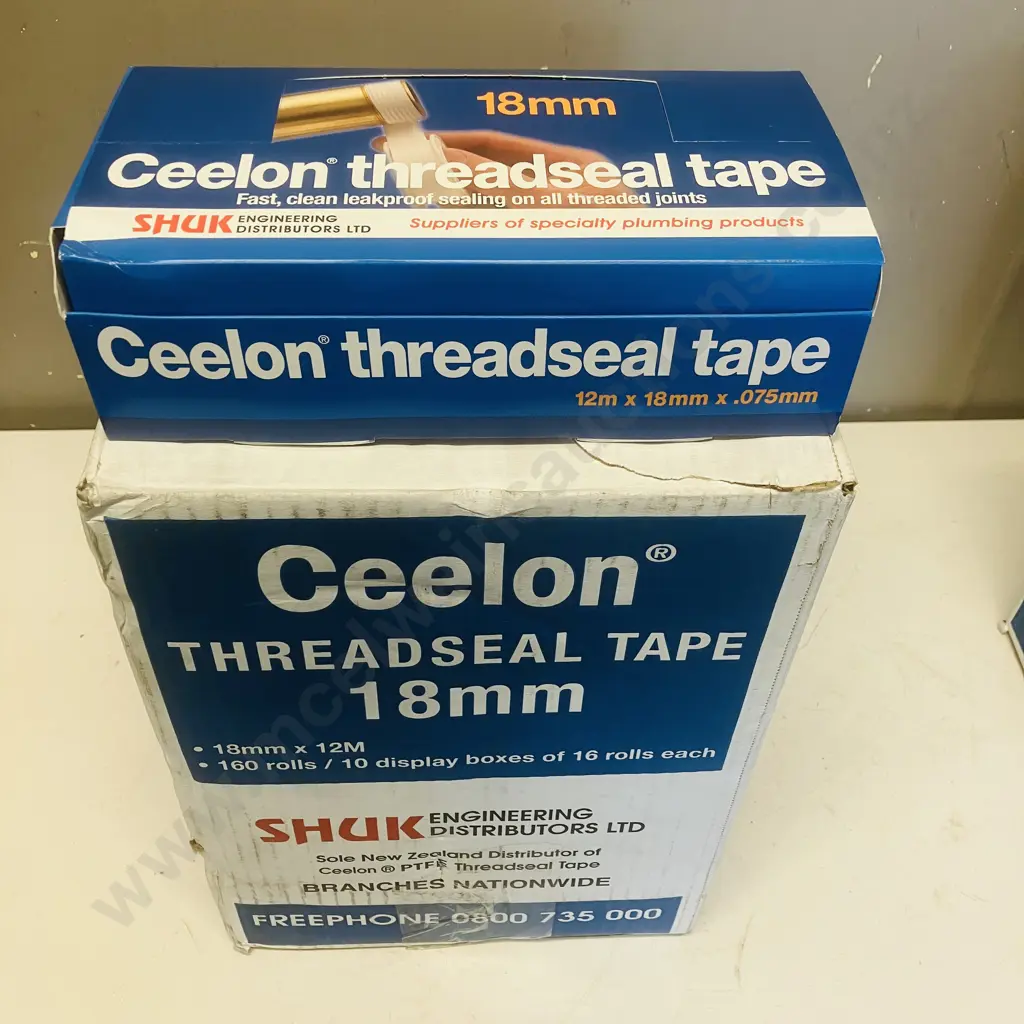 18mm
Ceelon® threadseal tape
Fast, clean leakproof sealing on all threaded joints
SHUK ENGINEERING DISTRIBUTORS LTD Suppliers of specialty plumbing products
Ceelon® threadseal tape
12m x 18mm x .075mm
Ceelon®
THREADSEAL TAPE
18mm
• 18mm x 12M
• 160 rolls / 10 display boxes of 16 rolls each
SHUK ENGINEERING DISTRIBUTORS LTD
Sole New Zealand Distributor of
Ceelon ® PTFE Threadseal Tape
BRANCHES NATIONWIDE
FREEPHONE 0800 735 000